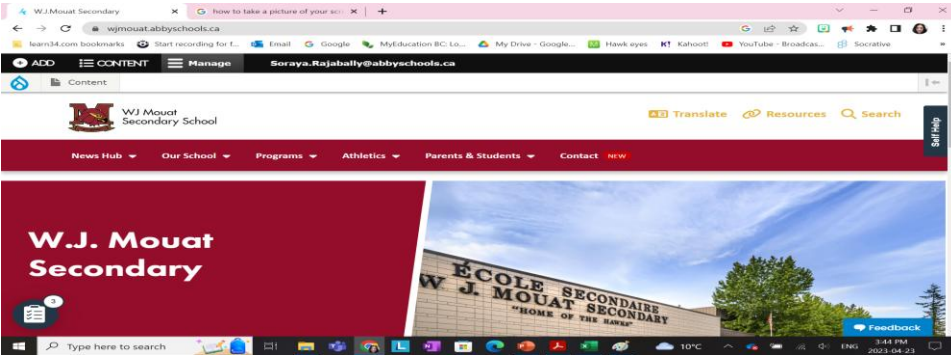 W.J.Mouat Secondary
how to take a picture of your scr
wjmouat.abbyschools.ca
learn34.com bookmarks Start recording for f... Email Google MyEducation BC: Lo... My Drive - Google... Hawk eyes K! Kahoot! YouTube - Broadcas... Socrative »
ADD CONTENT Manage Soraya.Rajabally@abbyschools.ca
Content
WJ Mouat
Secondary School
Translate Resources Search
Self Help
News Hub Our School Programs Athletics Parents & Students Contact NEW
W.J. Mouat
Secondary
ÉCOLE SECONDAIRE
W J. MOUAT SECONDARY
"HOME OF THE HAWKS"
3
Feedback
Type here to search
10°C
ENG
3:44 PM
2023-04-23